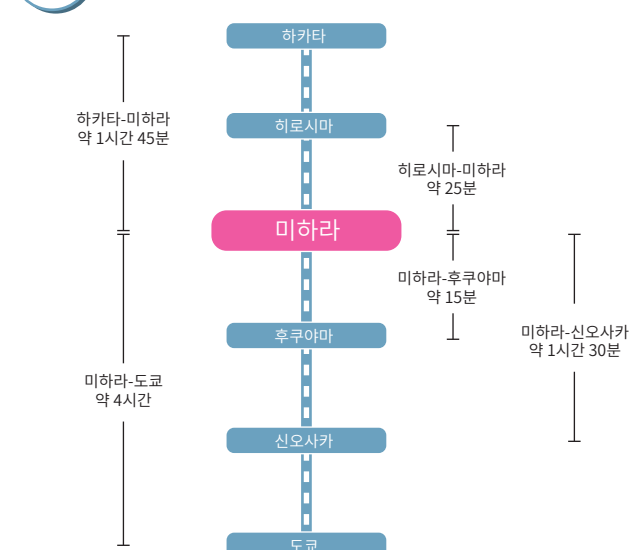 하카타
하카타-미하라
약 1시간 45분
히로시마
히로시마-미하라
약 25분
미하라
미하라-후쿠야마
약 15분
후쿠야마
미하라-신오사카
약 1시간 30분
미하라-도쿄
약 4시간
신오사카
도쿄